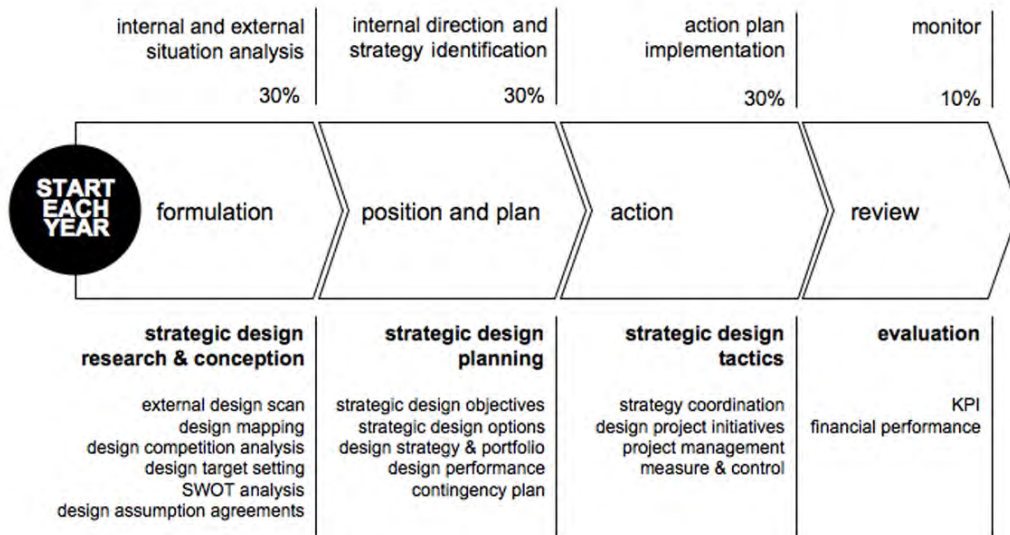 internal and external
situation analysis
30%
internal direction and
strategy identification
30%
action plan
implementation
30%
monitor
10%
START
EACH
YEAR
formulation
position and plan
action
review
strategic design
research & conception
external design scan
design mapping
design competition analysis
design target setting
SWOT analysis
design assumption agreements
strategic design
planning
strategic design objectives
strategic design options
design strategy & portfolio
design performance
contingency plan
strategic design
tactics
strategy coordination
design project initiatives
project management
measure & control
evaluation
KPI
financial performance